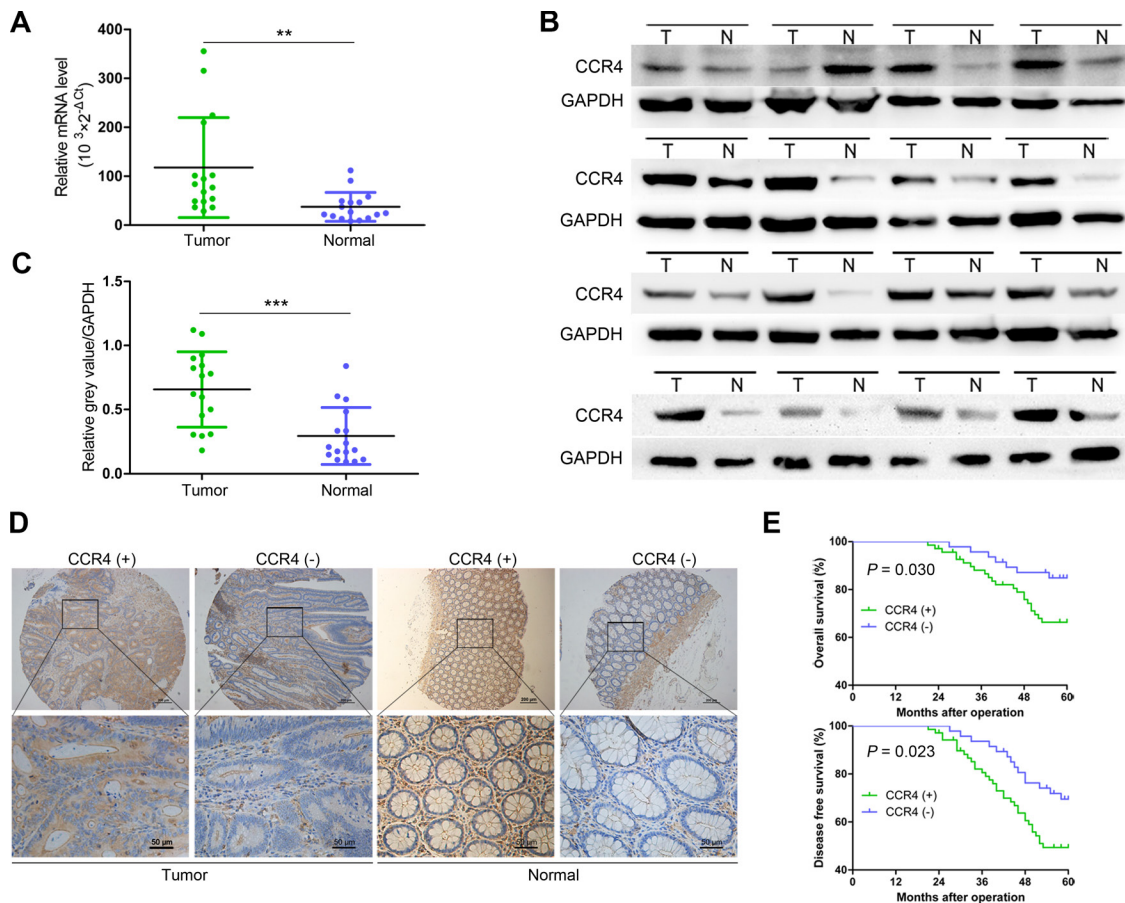 A
Relative mRNA level
(10 ³×2⁻ΔCt)
400
300
200
100
0
**
Tumor Normal
B
T N T N T N T N
CCR4
GAPDH
T N T N T N T N
CCR4
GAPDH
T N T N T N T N
CCR4
GAPDH
T N T N T N T N
CCR4
GAPDH
C
Relative grey value/GAPDH
1.5
1.0
0.5
0.0
***
Tumor Normal
D
CCR4 (+) CCR4 (-) CCR4 (+) CCR4 (-)
200 μm
50 μm 50 μm 50 μm 50 μm
Tumor Normal
E
Overall survival (%)
100
80
60
40
P = 0.030
CCR4 (+)
CCR4 (-)
0 12 24 36 48 60
Months after operation
Disease free survival (%)
100
80
60
40
P = 0.023
CCR4 (+)
CCR4 (-)
0 12 24 36 48 60
Months after operation